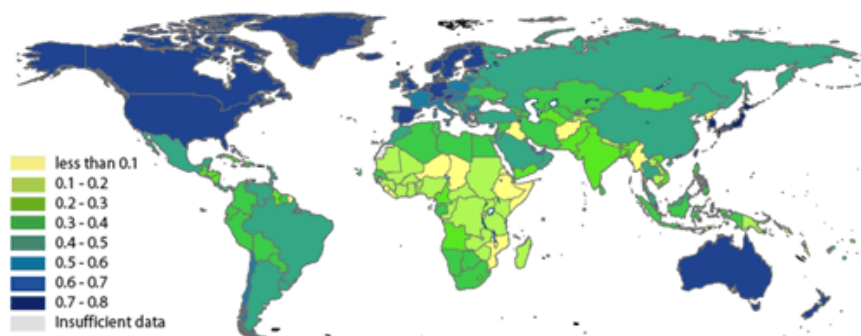 less than 0.1
0.1 - 0.2
0.2 - 0.3
0.3 - 0.4
0.4 - 0.5
0.5 - 0.6
0.6 - 0.7
0.7 - 0.8
Insufficient data